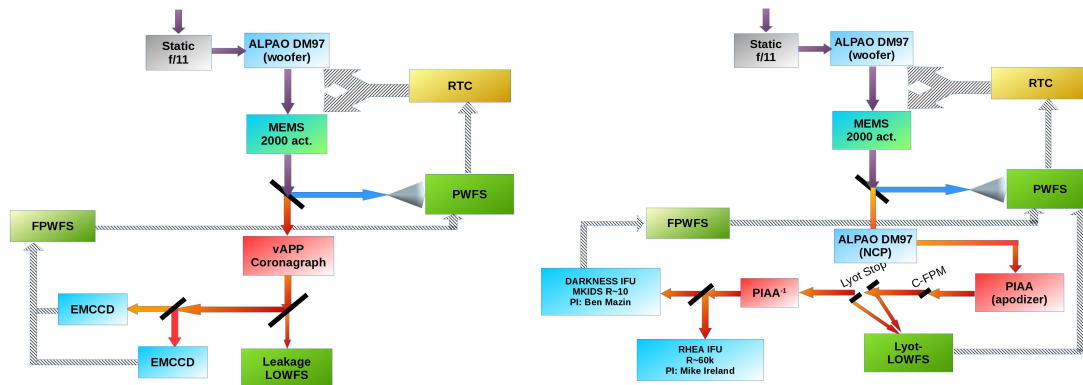 Static
f/11
ALPAO DM97
(woofer)
RTC
MEMS
2000 act.
PWFS
FPWFS
vAPP
Coronagraph
EMCCD
EMCCD
Leakage
LOWFS
Static
f/11
ALPAO DM97
(woofer)
RTC
MEMS
2000 act.
PWFS
FPWFS
ALPAO DM97
(NCP)
DARKNESS IFU
MKIDS R~10
PI: Ben Mazin
PIAA-1
Lyot Stop
C-FPM
PIAA
(apodizer)
RHEA IFU
R~60k
PI: Mike Ireland
Lyot-
LOWFS